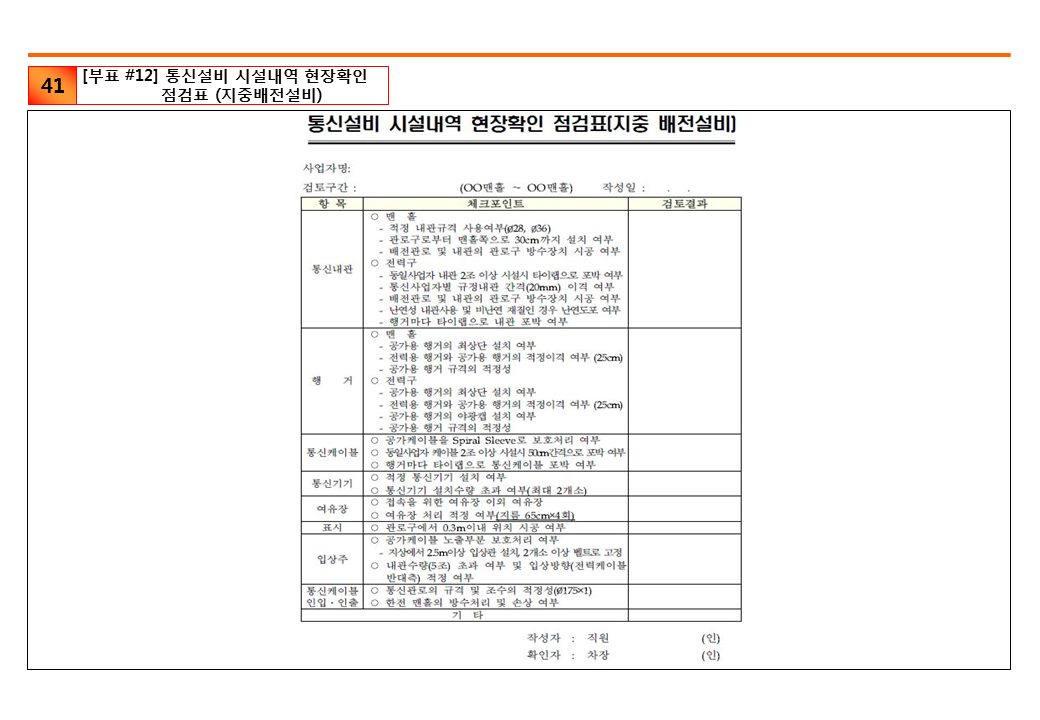 41
[부표 #12] 통신설비 시설내역 현장확인
점검표 (지중배전설비)
통신설비 시설내역 현장확인 점검표(지중 배전설비)
사업자명:
검토구간 : (OO맨홀 ~ OO맨홀) 작성일 : . .
항 목 체크포인트 검토결과
통신내관
○ 맨 홀
- 적정 내관규격 사용여부(ø28, ø36)
- 관로구로부터 맨홀쪽으로 30cm까지 설치 여부
- 배전관로 및 내관의 관로구 방수장치 시공 여부
○ 전력구
- 동일사업자 내관 2조 이상 시설시 타이랩으로 포박 여부
- 통신사업자별 규정내관 간격(20mm) 이격 여부
- 배전관로 및 내관의 관로구 방수장치 시공 여부
- 난연성 내관사용 및 비난연 재질인 경우 난연도포 여부
- 행거마다 타이랩으로 내관 포박 여부
행 거
○ 맨 홀
- 공가용 행거의 최상단 설치 여부
- 전력용 행거와 공가용 행거의 적정이격 여부 (25cm)
- 공가용 행거 규격의 적정성
○ 전력구
- 공가용 행거의 최상단 설치 여부
- 전력용 행거와 공가용 행거의 적정이격 여부 (25cm)
- 공가용 행거의 야광캡 설치 여부
- 공가용 행거 규격의 적정성
통신케이블
○ 공가케이블을 Spiral Sleeve로 보호처리 여부
○ 동일사업자 케이블 2조 이상 시설시 50cm간격으로 포박 여부
○ 행거마다 타이랩으로 통신케이블 포박 여부
통신기기
○ 적정 통신기기 설치 여부
○ 통신기기 설치수량 초과 여부(최대 2개소)
여유장
○ 접속을 위한 여유장 이외 여유장
○ 여유장 처리 적정 여부(지름 65cm×4회)
표시
○ 관로구에서 0.3m이내 위치 시공 여부
입상주
○ 공가케이블 노출부분 보호처리 여부
- 지상에서 2.5m이상 입상관 설치, 2개소 이상 벨트로 고정
○ 내관수량(5조) 초과 여부 및 입상방향(전력케이블
반대측) 적정 여부
통신케이블
인입·인출
○ 통신관로의 규격 및 조수의 적정성(Ø175×1)
○ 한전 맨홀의 방수처리 및 손상 여부
기 타
작성자 : 직원 (인)
확인자 : 차장 (인)